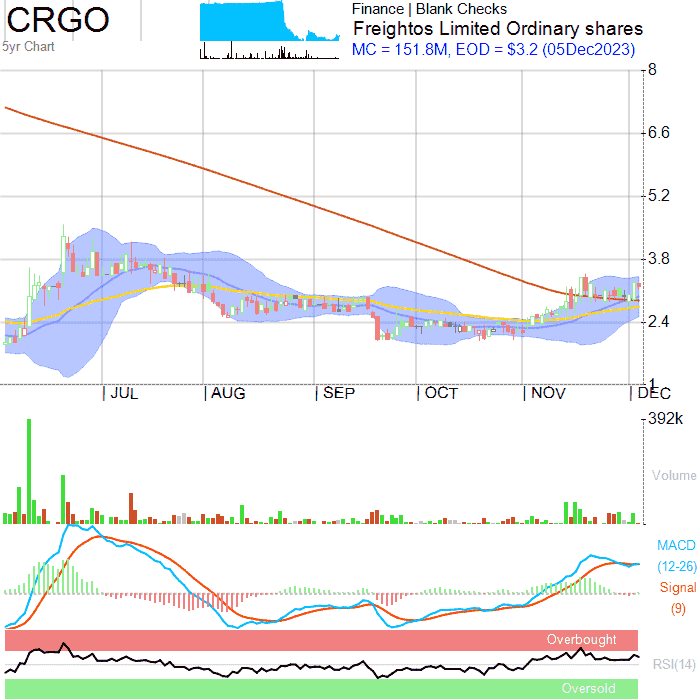 CRGO
5yr Chart
Finance | Blank Checks
Freightos Limited Ordinary shares
MC = 151.8M, EOD = $3.2 (05Dec2023)
8
6.6
5.2
3.8
2.4
1
JUL AUG SEP OCT NOV DEC
392k
Volume
MACD
(12-26)
Signal
(9)
Overbought
RSI(14)
Oversold